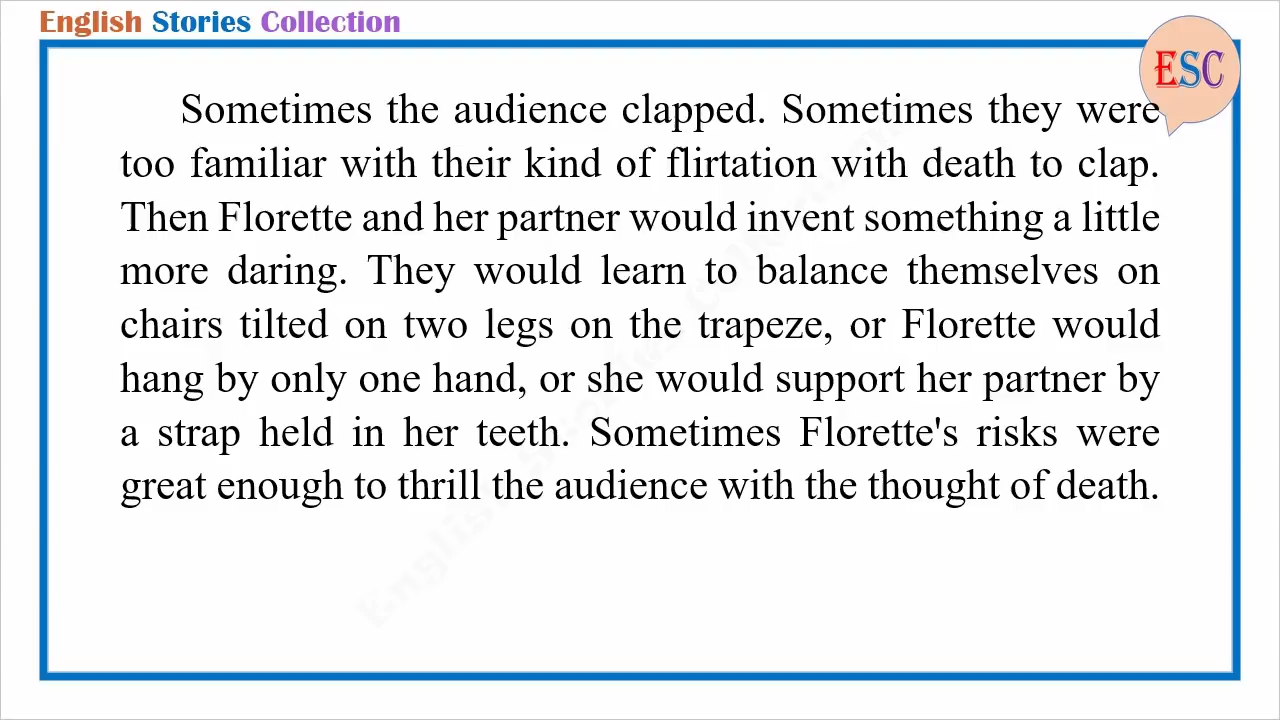 English Stories Collection
ESC
Sometimes the audience clapped. Sometimes they were
too familiar with their kind of flirtation with death to clap.
Then Florette and her partner would invent something a little
more daring. They would learn to balance themselves on
chairs tilted on two legs on the trapeze, or Florette would
hang by only one hand, or she would support her partner by
a strap held in her teeth. Sometimes Florette's risks were
great enough to thrill the audience with the thought of death.
English Stories Collection